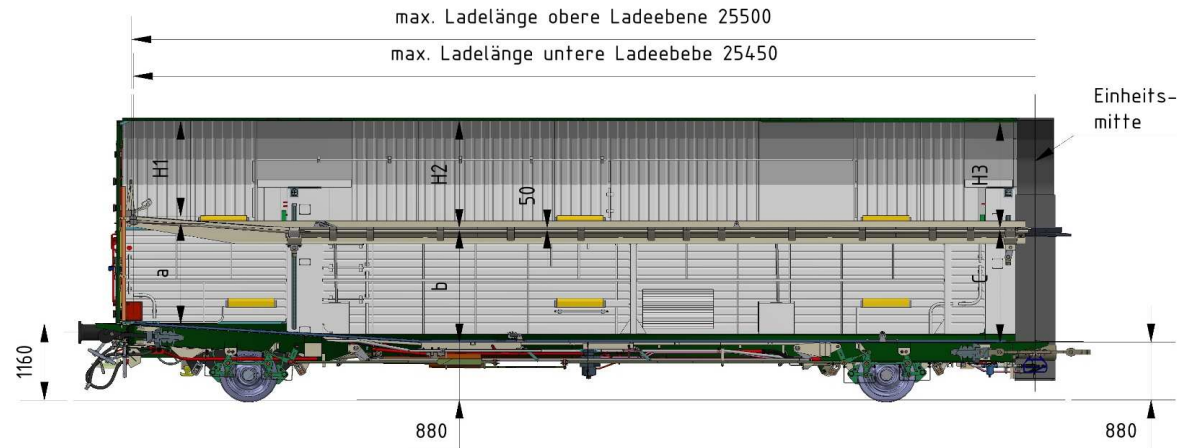 max. Ladelänge obere Ladeebene 25500
max. Ladelänge untere Ladeebebe 25450
Einheits-
mitte
H1
H2
50
H3
a
b
C
1160
880
880